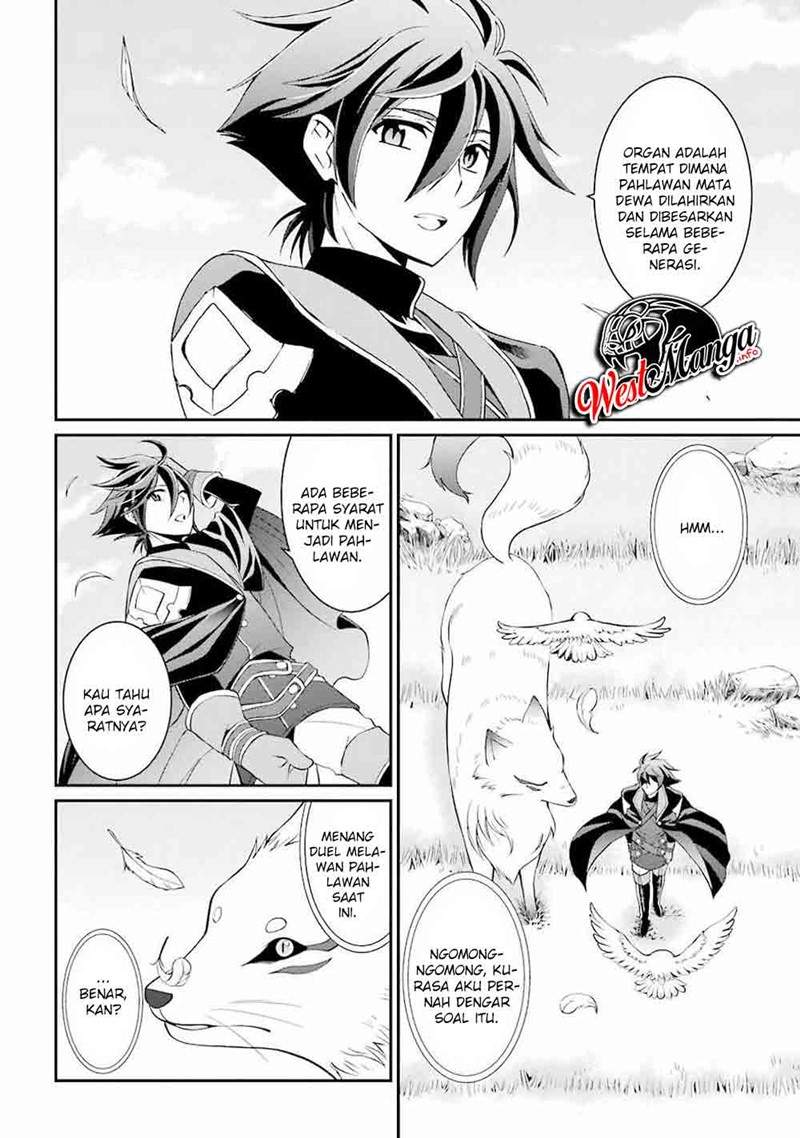 ORGAN ADALAH
TEMPAT DIMANA
PAHLAWAN MATA
DEWA DILAHIRKAN
DAN DIBESARKAN
SELAMA BEBE-
RAPA GE-
NERASI.
WestManga
.info
HMM...
NGOMONG-
NGOMONG, KU-
RASA AKU PER-
NAH DENGAR
SOAL ITU.
ADA BEBE-
RAPA SYARAT
UNTUK MEN-
JADI PAH-
LAWAN.
KAU TAHU
APA SYA-
RATNYA?
MENANG
DUEL MELA-
WAN PAH-
LAWAN
SAAT
INI.
...
BENAR,
KAN?